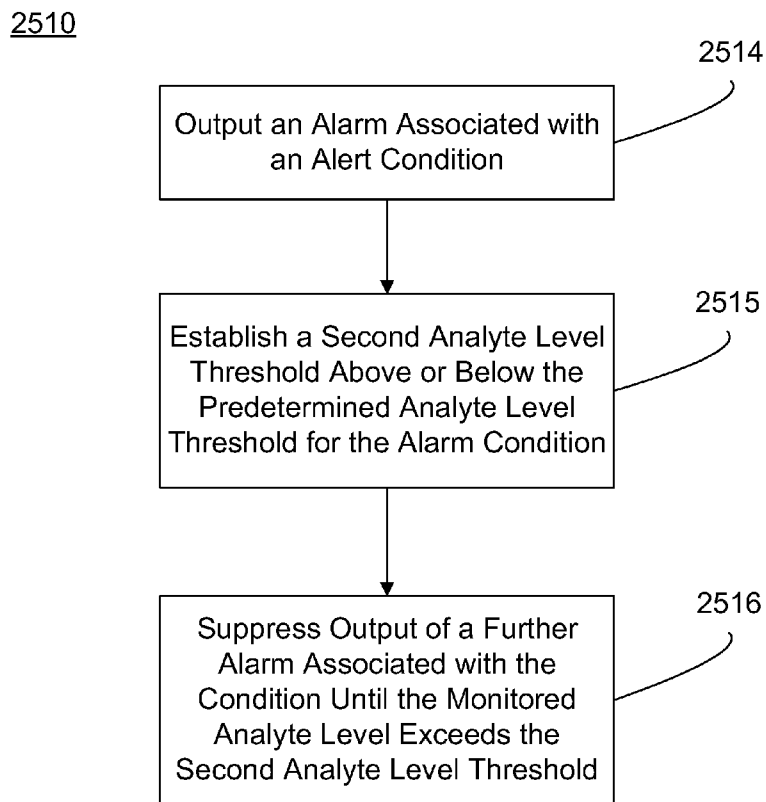 2510
2514
Output an Alarm Associated with
an Alert Condition
2515
Establish a Second Analyte Level
Threshold Above or Below the
Predetermined Analyte Level
Threshold for the Alarm Condition
2516
Suppress Output of a Further
Alarm Associated with the
Condition Until the Monitored
Analyte Level Exceeds the
Second Analyte Level Threshold